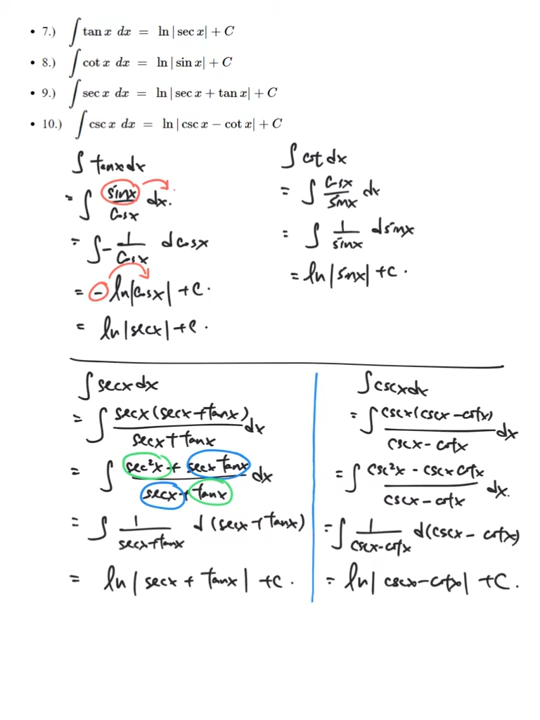 • 7.) ∫ tan x dx = ln | sec x| + C
• 8.) ∫ cot x dx = ln | sin x| + C
• 9.) ∫ sec x dx = ln | sec x + tan x| + C
• 10.) ∫ csc x dx = ln | csc x − cot x| + C
∫ tanx dx
= ∫ sinx/cosx dx.
= ∫ - 1/cosx dcosx
= - ln|cosx| + C.
= ln|secx| + C.
∫ cot dx
= ∫ cosx/sinx dx
= ∫ 1/sinx dsinx
= ln|sinx| + C.
∫ secx dx
= ∫ secx(secx+tanx)/secx+tanx dx
= ∫ sec²x + secx tanx/secx + tanx dx
= ∫ 1/secx+tanx d(secx+tanx)
= ln|secx + tanx| + C.
∫ cscx dx
= ∫ cscx(cscx-cotx)/cscx-cotx dx
= ∫ csc²x - cscx cotx/cscx-cotx dx.
= ∫ 1/cscx-cotx d(cscx-cotx)
= ln|cscx-cotx| + C.